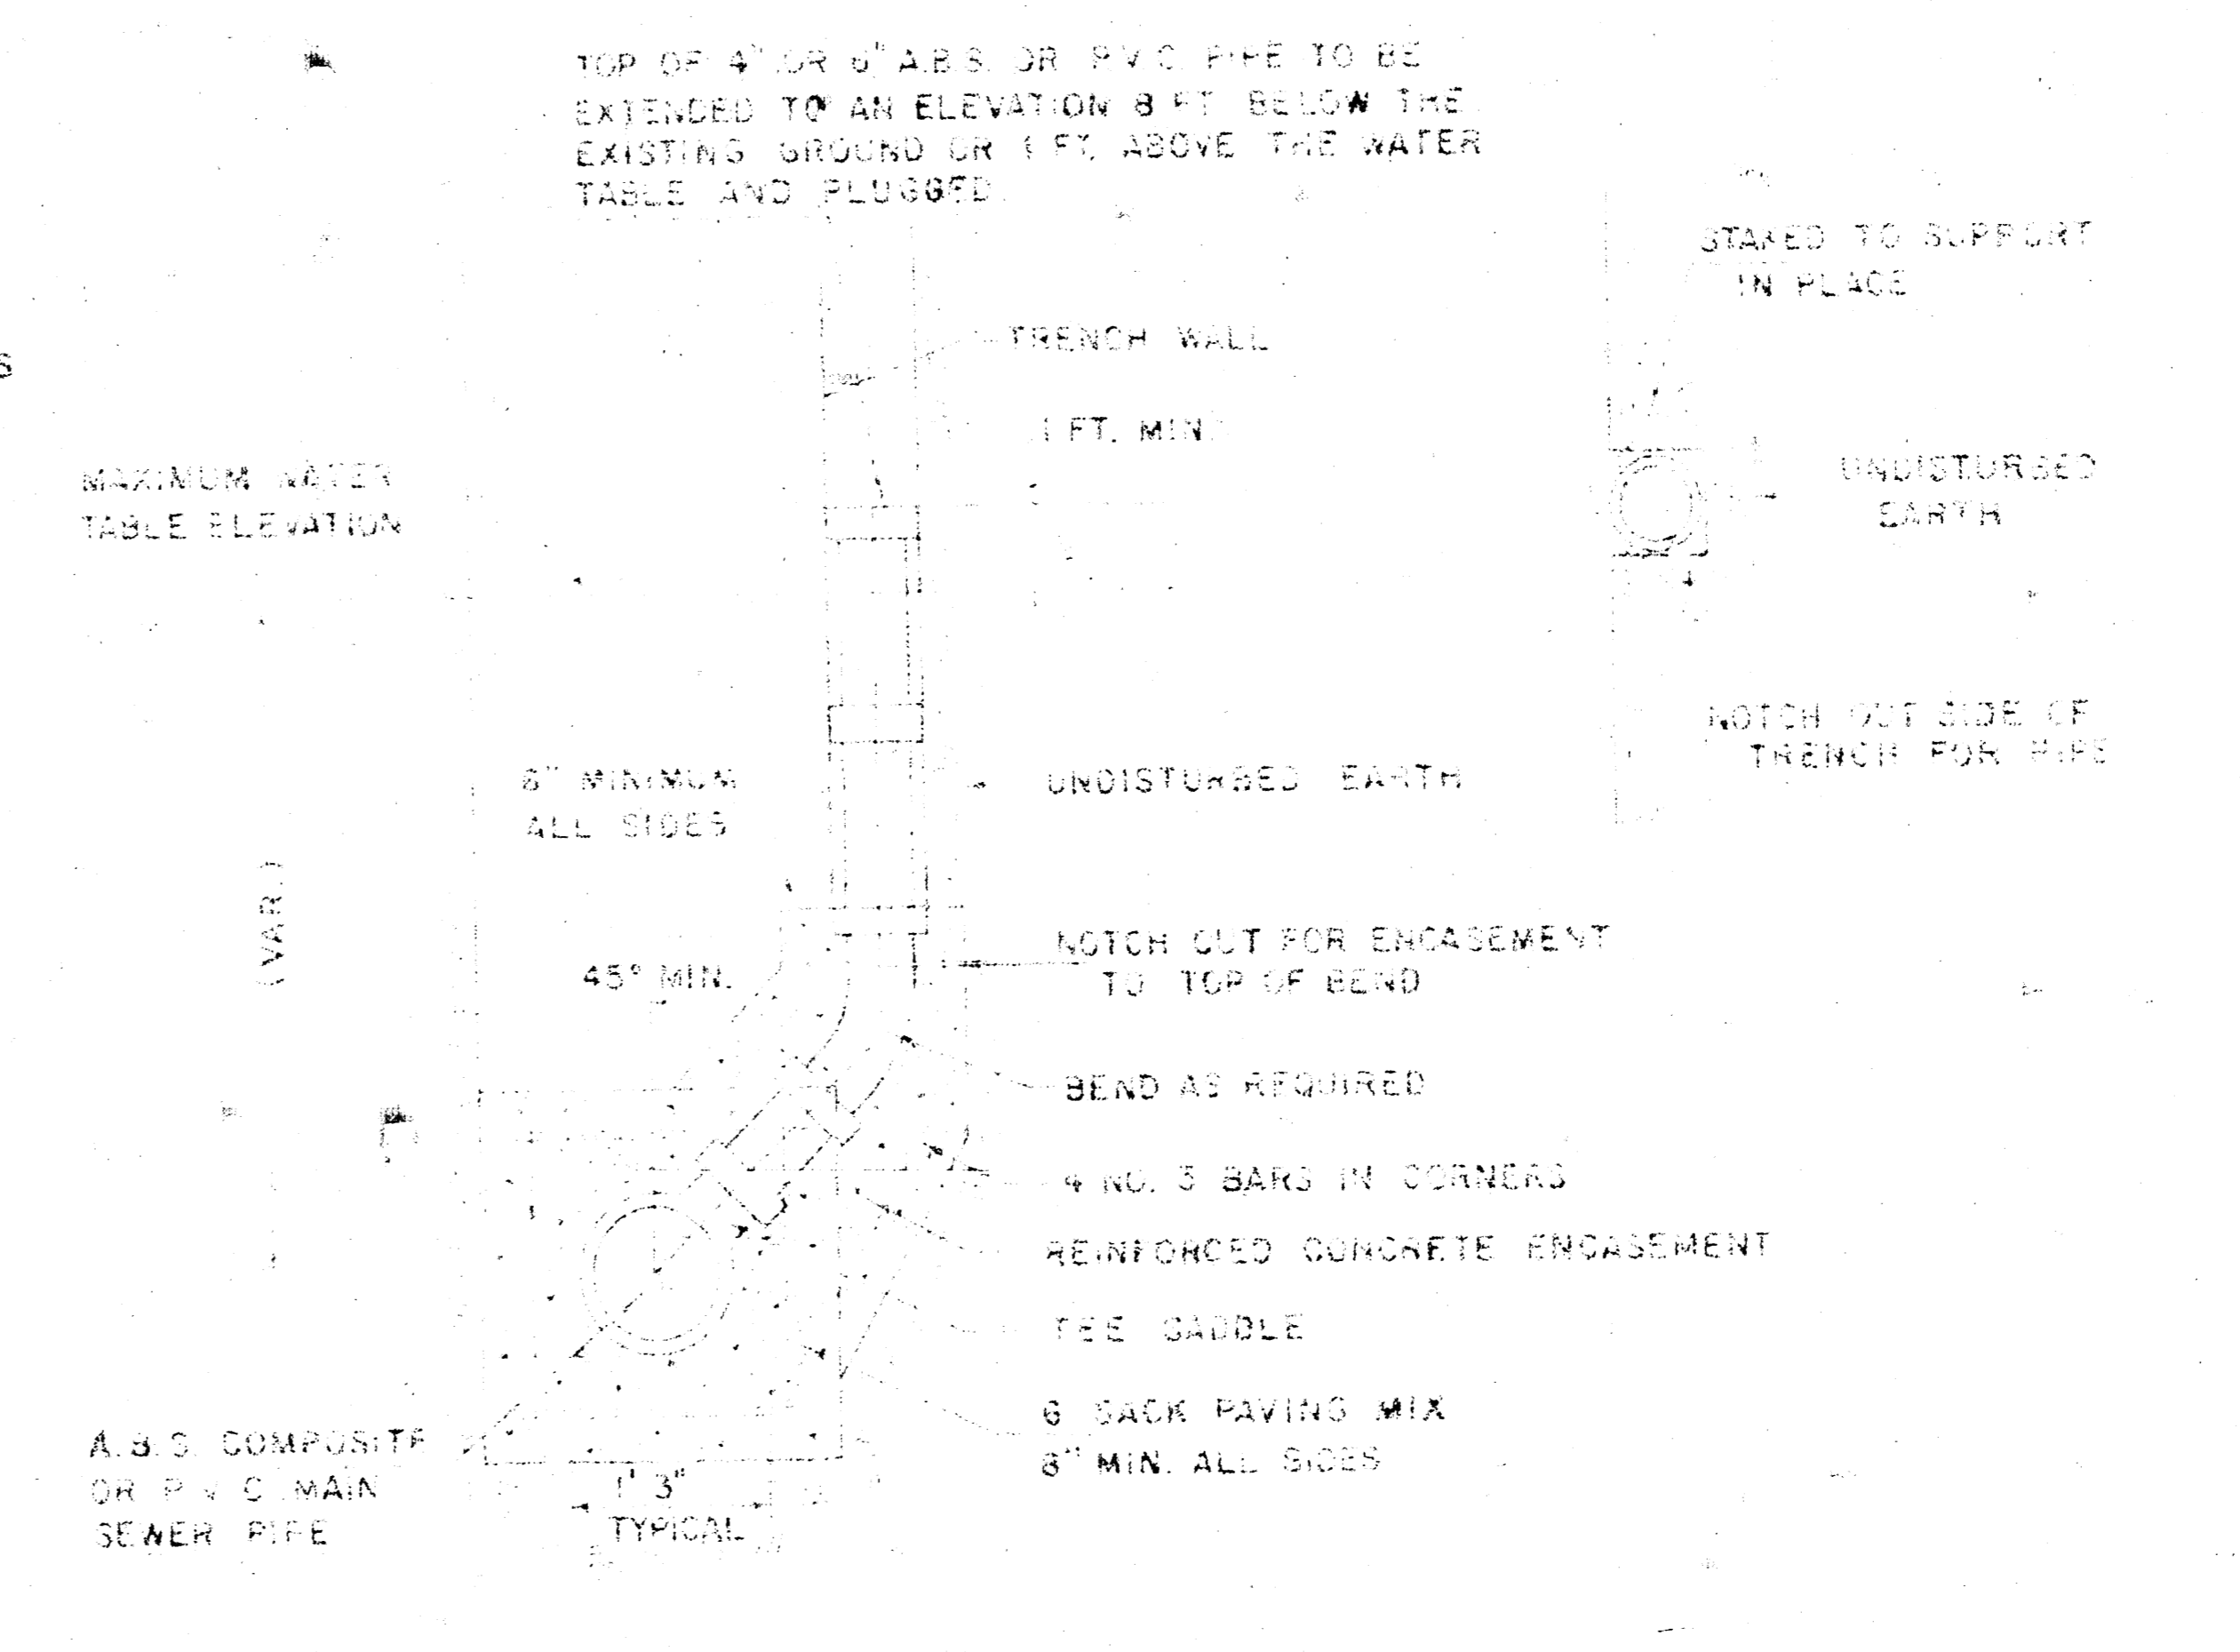 TOP OF 4" OR 6" A.B.S. OR P.V.C. PIPE TO BE
EXTENDED TO AN ELEVATION 8 FT. BELOW THE
EXISTING GROUND OR 1 FT. ABOVE THE WATER
TABLE AND PLUGGED.
STAKED TO SUPPORT
IN PLACE
TRENCH WALL
S
1 FT. MIN.
MAXIMUM WATER
TABLE ELEVATION
UNDISTURBED
EARTH
NOTCH OUT SIDE OF
TRENCH FOR PIPE
MINIMUM
ALL SIDES
UNDISTURBED EARTH
(VAR.)
NOTCH OUT FOR ENCASEMENT
TO TOP OF BEND
45° MIN.
BEND AS REQUIRED
4 NO. BARS IN CORNERS
REINFORCED CONCRETE ENCASEMENT
TEE SADDLE
6 SACK PAVING MIX
MIN. ALL SIDES
A.B.S. COMPOSITE
OR P.V.C. MAIN
SEWER PIPE
1' 3"
TYPICAL